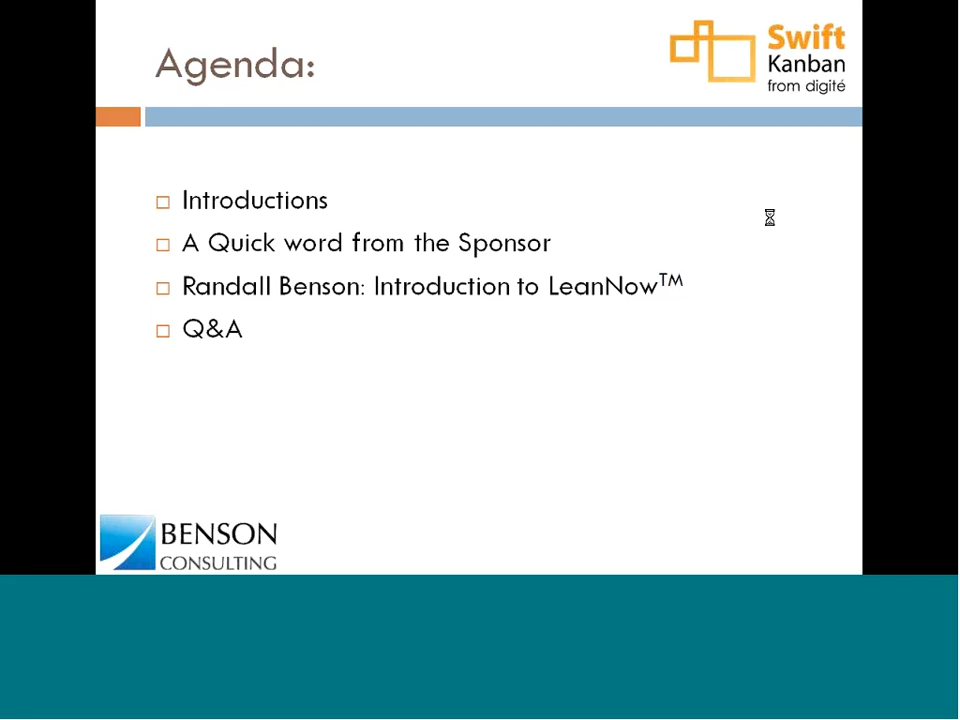 Agenda:
Swift
Kanban
from digité
Introductions
A Quick word from the Sponsor
Randall Benson: Introduction to LeanNow™
Q&A
BENSON
CONSULTING